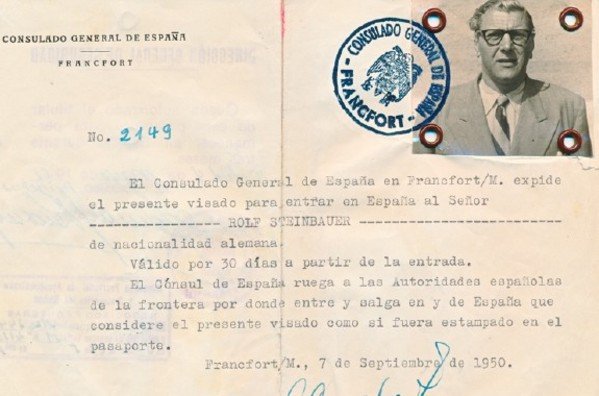 CONSULADO GENERAL DE ESPAÑA
FRANCFORT
CONSULADO GENERAL DE ESPAÑA
- FRANCFORT -
No. 2149
El Consulado General de España en Francfort/M. expide
el presente visado para entrar en España al Señor
---------------- ROLF STEINBAUER ------------------------
de nacionalidad alemana.
Válido por 30 días a partir de la entrada.
El Cónsul de España ruega a las Autoridades españolas
de la frontera por donde entre y salga en y de España que
considere el presente visado como si fuera estampado en el
pasaporte.
Francfort/M., 7 de Septiembre de 1950.